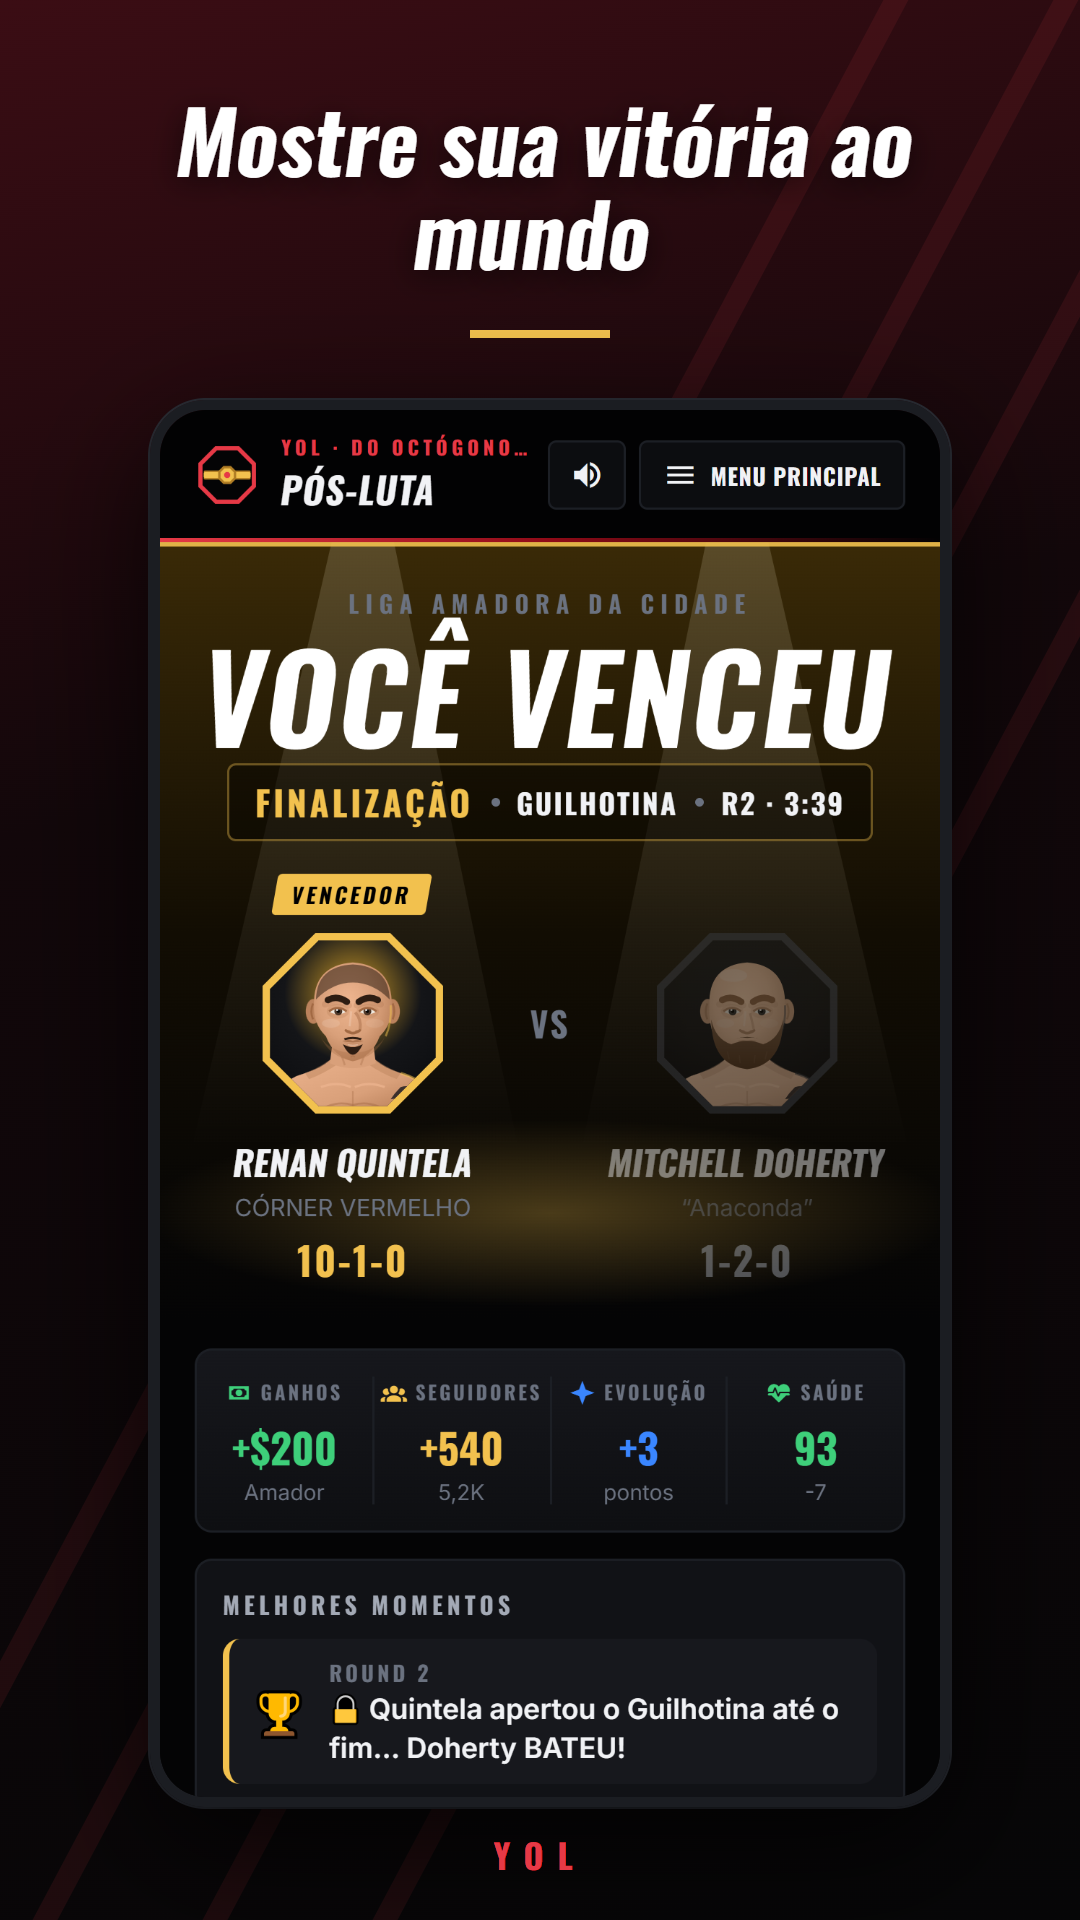 Mostre sua vitória ao
mundo
YOL · DO OCTÓGONO...
PÓS-LUTA
MENU PRINCIPAL
LIGA AMADORA DA CIDADE
VOCÊ VENCEU
FINALIZAÇÃO • GUILHOTINA • R2 · 3:39
VENCEDOR
VS
RENAN QUINTELA
CÓRNER VERMELHO
10-1-0
MITCHELL DOHERTY
“Anaconda”
1-2-0
GANHOS
+$200
Amador
SEGUIDORES
+540
5,2K
EVOLUÇÃO
+3
pontos
SAÚDE
93
-7
MELHORES MOMENTOS
ROUND 2
🔒 Quintela apertou o Guilhotina até o
fim... Doherty BATEU!
YOL